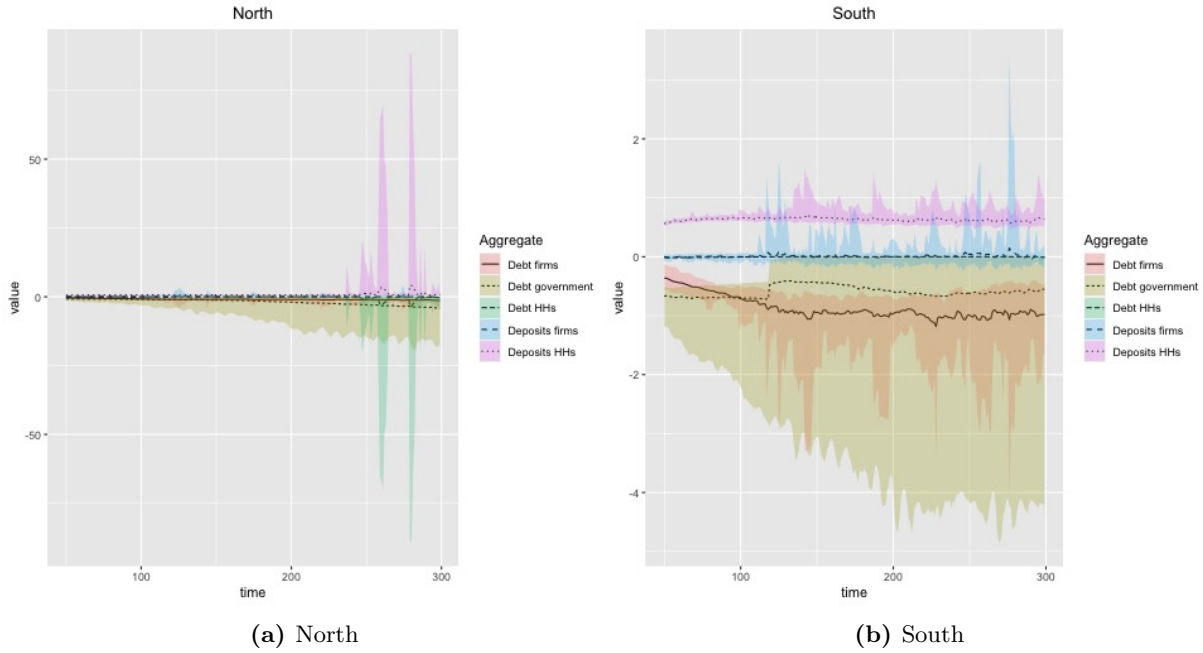 North
value
50
0
-50
100
200
300
time
Aggregate
Debt firms
Debt government
Debt HHs
Deposits firms
Deposits HHs
(a) North
South
value
2
0
-2
-4
100
200
300
time
Aggregate
Debt firms
Debt government
Debt HHs
Deposits firms
Deposits HHs
(b) South